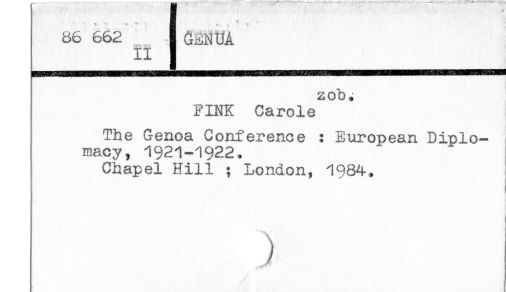 86 662
II
GENUA
zob.
FINK Carole
The Genoa Conference : European Diplo-
macy, 1921-1922.
Chapel Hill ; London, 1984.